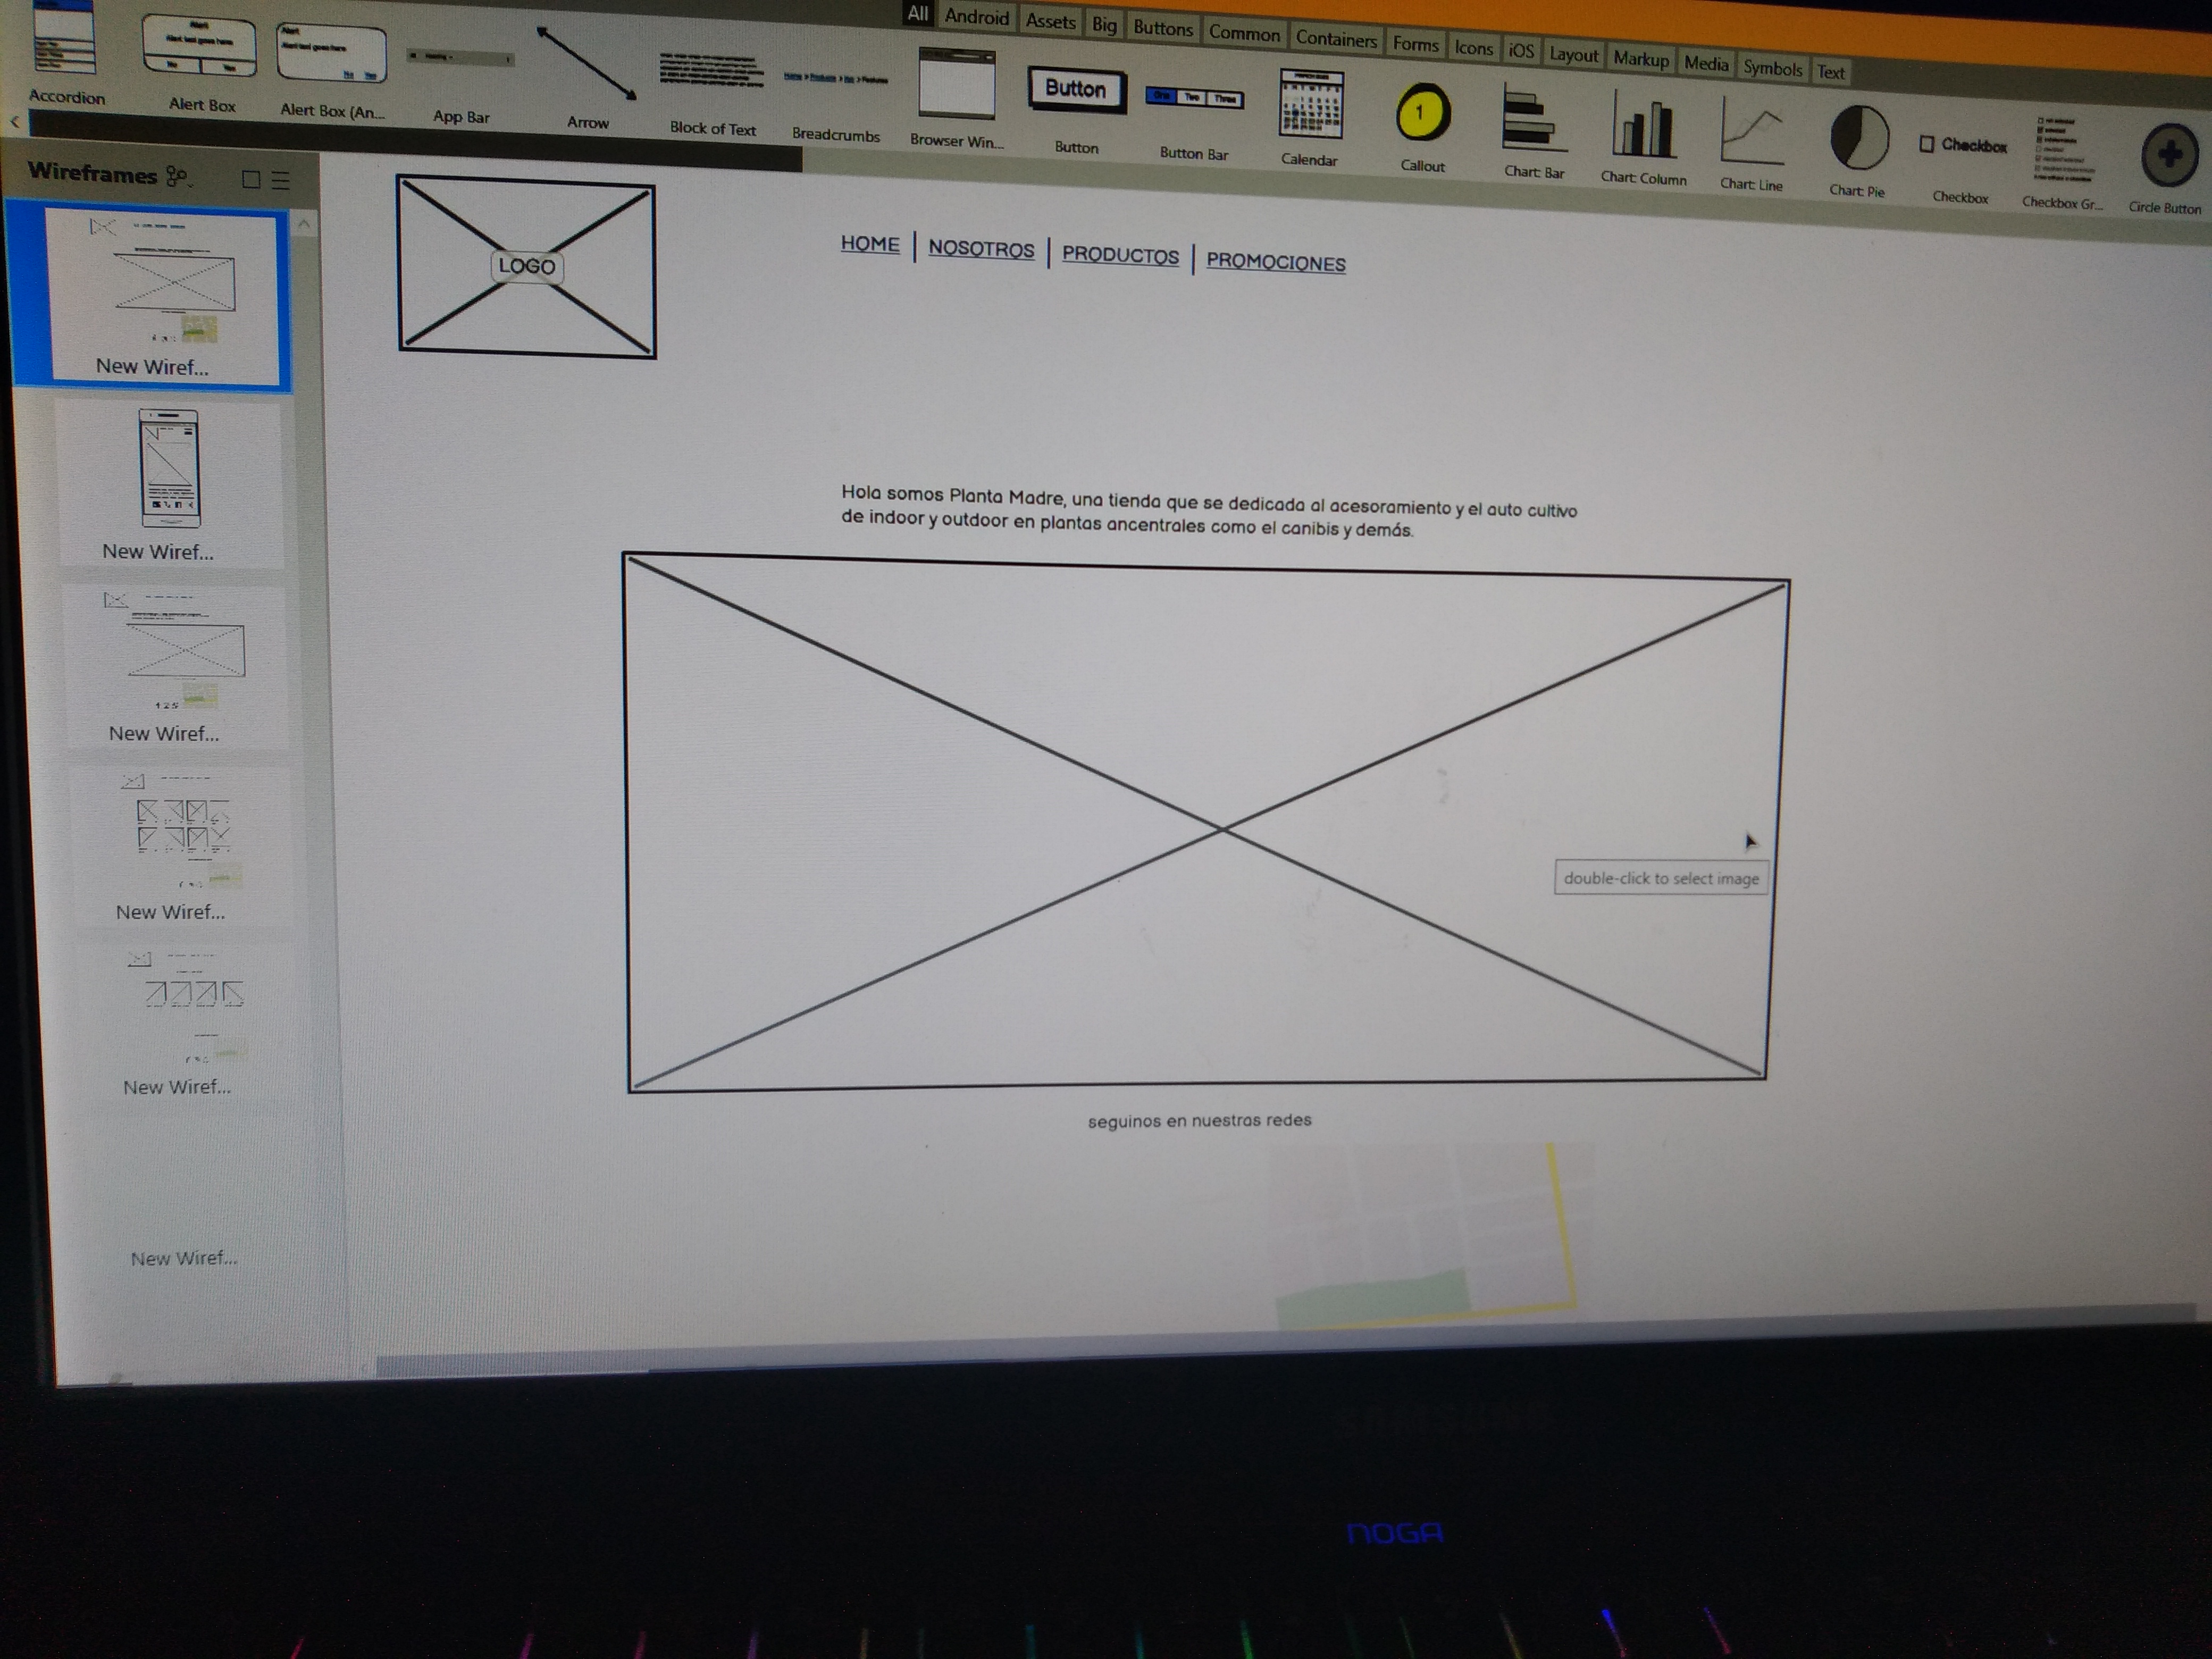 All Android Assets Big Buttons Common Containers Forms Icons iOS Layout Markup Media Symbols Text
Button
1
Checkbox
Accordion Alert Box Alert Box (An... App Bar Arrow Block of Text Breadcrumbs Browser Win... Button Button Bar Calendar Callout Chart: Bar Chart: Column Chart: Line Chart: Pie Checkbox Checkbox Gr... Circle Button
Wireframes
New Wiref...
New Wiref...
New Wiref...
New Wiref...
New Wiref...
New Wiref...
LOGO
HOME | NOSOTROS | PRODUCTOS | PROMOCIONES
Hola somos Planta Madre, una tienda que se dedicada al acesoramiento y el auto cultivo
de indoor y outdoor en plantas ancentrales como el canibis y demás.
double-click to select image
seguinos en nuestras redes
noga